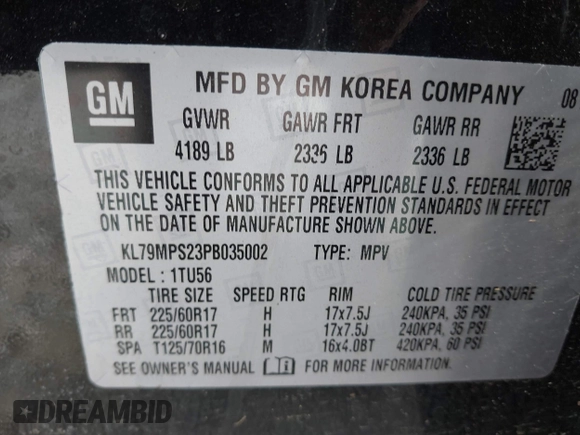 GM
MFD BY GM KOREA COMPANY 08
GVWR GAWR FRT GAWR RR
4189 LB 2336 LB 2336 LB
THIS VEHICLE CONFORMS TO ALL APPLICABLE U.S. FEDERAL MOTOR
VEHICLE SAFETY AND THEFT PREVENTION STANDARDS IN EFFECT
ON THE DATE OF MANUFACTURE SHOWN ABOVE.
KL79MPS23PB035002 TYPE: MPV
MODEL : 1TU56
TIRE SIZE SPEED RTG RIM COLD TIRE PRESSURE
FRT 225/60R17 H 17x7.5J 240KPA, 35 PSI
RR 225/60R17 H 17x7.5J 240KPA, 35 PSI
SPA T125/70R16 M 16x4.0BT 420KPA, 60 PSI
SEE OWNER'S MANUAL FOR MORE INFORMATION.
DREAMBID